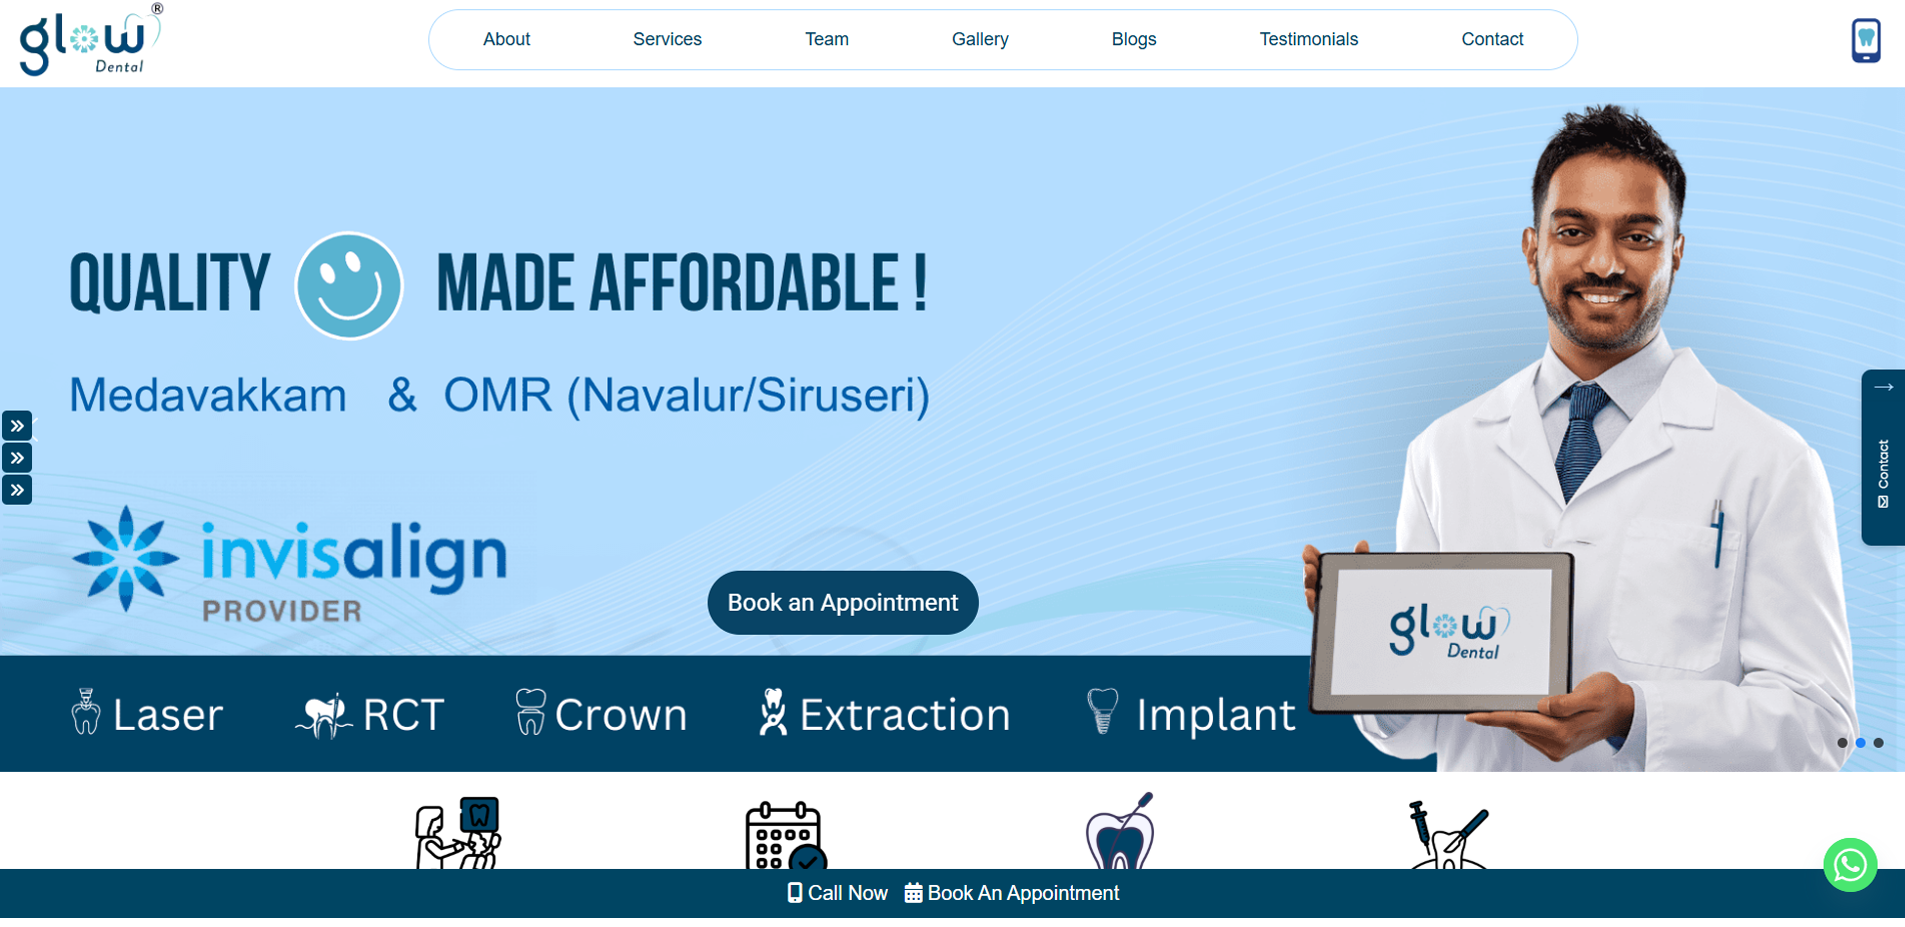 glow ®
Dental
About
Services
Team
Gallery
Blogs
Testimonials
Contact
QUALITY MADE AFFORDABLE !
Medavakkam & OMR (Navalur/Siruseri)
invisalign
PROVIDER
Book an Appointment
Laser
RCT
Crown
Extraction
Implant
glow
Dental
Contact
Call Now
Book An Appointment